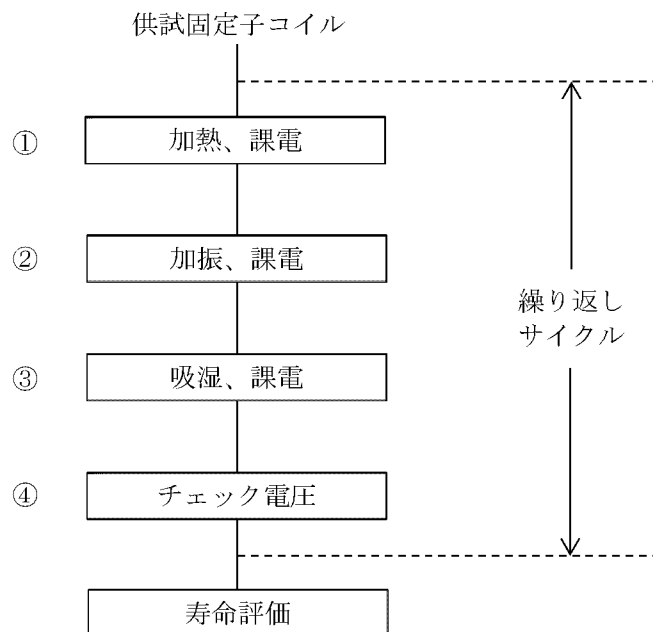 供試固定子コイル
① 加熱、課電
② 加振、課電
繰り返し
サイクル
③ 吸湿、課電
④ チェック電圧
寿命評価